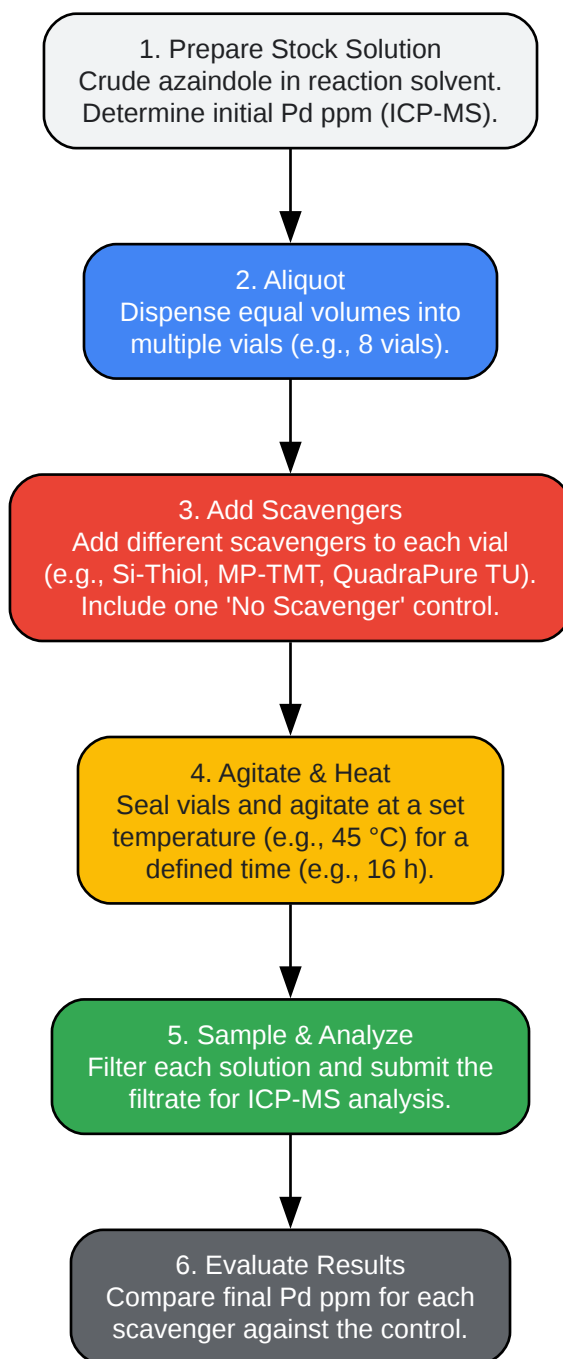 1. Prepare Stock Solution
Crude azaindole in reaction solvent.
Determine initial Pd ppm (ICP-MS).
2. Aliquot
Dispense equal volumes into
multiple vials (e.g., 8 vials).
3. Add Scavengers
Add different scavengers to each vial
(e.g., Si-Thiol, MP-TMT, QuadraPure TU).
Include one 'No Scavenger' control.
4. Agitate & Heat
Seal vials and agitate at a set
temperature (e.g., 45 °C) for a
defined time (e.g., 16 h).
5. Sample & Analyze
Filter each solution and submit the
filtrate for ICP-MS analysis.
6. Evaluate Results
Compare final Pd ppm for each
scavenger against the control.